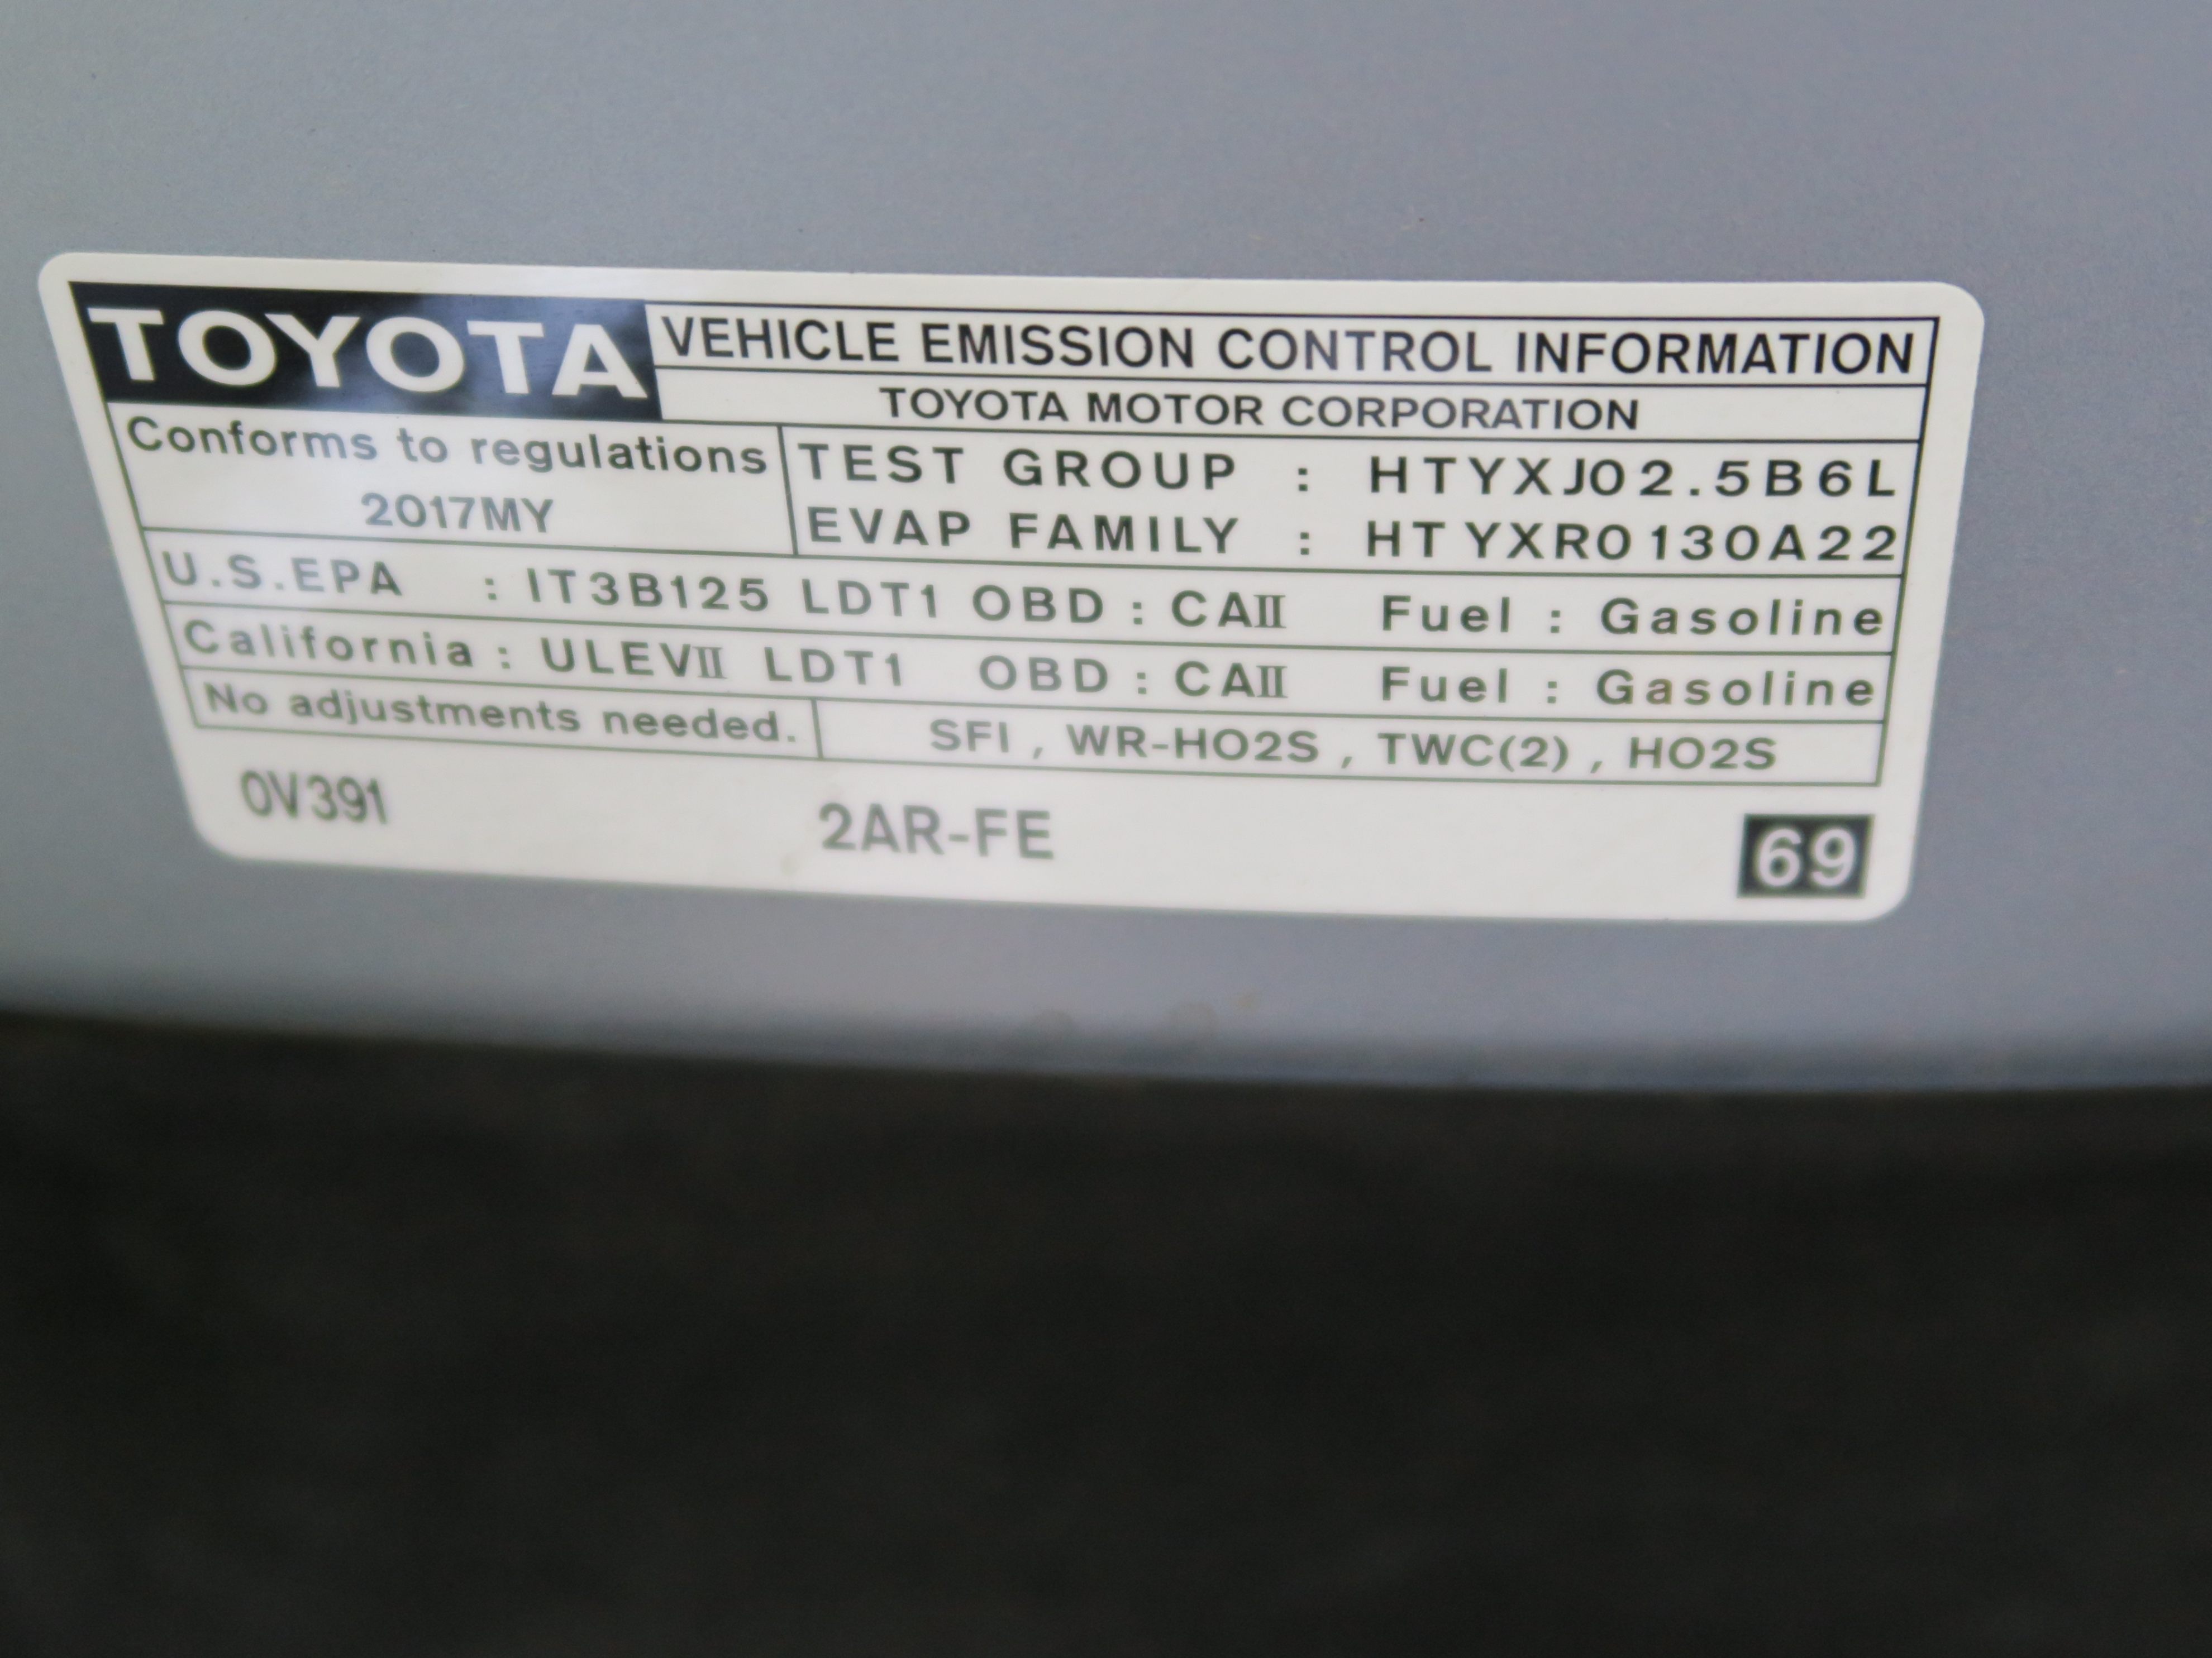 TOYOTA VEHICLE EMISSION CONTROL INFORMATION
TOYOTA MOTOR CORPORATION
Conforms to regulations
2017MY
TEST GROUP : HTYXJ02.5B6L
EVAP FAMILY : HTYXR0130A22
U.S.EPA : IT3B125 LDT1 OBD : CAII Fuel : Gasoline
California : ULEVII LDT1 OBD : CAII Fuel : Gasoline
No adjustments needed. SFI , WR-HO2S , TWC(2) , HO2S
0V391 2AR-FE 69